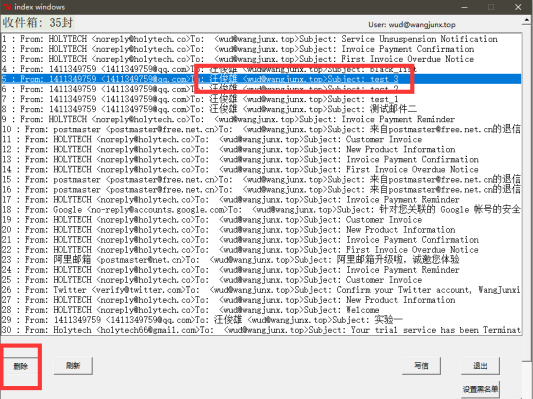 index windows
收件箱: 35封
User: wud@wangjunx.top
1 : From: HOLYTECH <noreply@holytech.co>To:  <wud@wangjunx.top>Subject: Service Unsuspension Notification
2 : From: HOLYTECH <noreply@holytech.co>To:  <wud@wangjunx.top>Subject: Invoice Payment Confirmation
3 : From: HOLYTECH <noreply@holytech.co>To:  <wud@wangjunx.top>Subject: First Invoice Overdue Notice
4 : From: 1411349759 <1411349759@qq.com>To: 汪俊雄 <wud@wangjunx.top>Subject: black_list
5 : From: 1411349759 <1411349759@qq.com>To: 汪俊雄 <wud@wangjunx.top>Subject: test_3
6 : From: 1411349759 <1411349759@qq.com>To: 汪俊雄 <wud@wangjunx.top>Subject: test_2
7 : From: 1411349759 <1411349759@qq.com>To: 汪俊雄 <wud@wangjunx.top>Subject: test_1
8 : From: 1411349759 <1411349759@qq.com>To: 汪俊雄 <wud@wangjunx.top>Subject: 测试邮件二
9 : From: HOLYTECH <noreply@holytech.co>To:  <wud@wangjunx.top>Subject: Invoice Payment Reminder
10 : From: postmaster <postmaster@free.net.cn>To:  <wud@wangjunx.top>Subject: 来自postmaster@free.net.cn的退信
11 : From: HOLYTECH <noreply@holytech.co>To:  <wud@wangjunx.top>Subject: Customer Invoice
12 : From: HOLYTECH <noreply@holytech.co>To:  <wud@wangjunx.top>Subject: New Product Information
13 : From: HOLYTECH <noreply@holytech.co>To:  <wud@wangjunx.top>Subject: Invoice Payment Confirmation
14 : From: HOLYTECH <noreply@holytech.co>To:  <wud@wangjunx.top>Subject: First Invoice Overdue Notice
15 : From: postmaster <postmaster@free.net.cn>To:  <wud@wangjunx.top>Subject: 来自postmaster@free.net.cn的退信
16 : From: postmaster <postmaster@free.net.cn>To:  <wud@wangjunx.top>Subject: 来自postmaster@free.net.cn的退信
17 : From: HOLYTECH <noreply@holytech.co>To:  <wud@wangjunx.top>Subject: Invoice Payment Reminder
18 : From: Google <no-reply@accounts.google.com>To:  <wud@wangjunx.top>Subject: 针对您关联的 Google 帐号的安全
19 : From: HOLYTECH <noreply@holytech.co>To:  <wud@wangjunx.top>Subject: Customer Invoice
20 : From: HOLYTECH <noreply@holytech.co>To:  <wud@wangjunx.top>Subject: New Product Information
21 : From: HOLYTECH <noreply@holytech.co>To:  <wud@wangjunx.top>Subject: Invoice Payment Confirmation
22 : From: HOLYTECH <noreply@holytech.co>To:  <wud@wangjunx.top>Subject: First Invoice Overdue Notice
23 : From: 阿里邮箱 <postmaster@net.cn>To:  <wud@wangjunx.top>Subject: 阿里邮箱升级啦，诚邀您体验
24 : From: HOLYTECH <noreply@holytech.co>To:  <wud@wangjunx.top>Subject: Invoice Payment Reminder
25 : From: HOLYTECH <noreply@holytech.co>To:  <wud@wangjunx.top>Subject: Customer Invoice
26 : From: Twitter <verify@twitter.com>To:  <wud@wangjunx.top>Subject: Confirm your Twitter account, WangJunxi
27 : From: HOLYTECH <noreply@holytech.co>To:  <wud@wangjunx.top>Subject: New Product Information
28 : From: HOLYTECH <noreply@holytech.co>To:  <wud@wangjunx.top>Subject: Welcome
29 : From: 1411349759 <1411349759@qq.com>To: 汪俊雄 <wud@wangjunx.top>Subject: 实验一
30 : From: Holytech <holytech66@gmail.com>To:  <wud@wangjunx.top>Subject: Your trial service has been Terminat
删除 刷新 写信 退出
设置黑名单